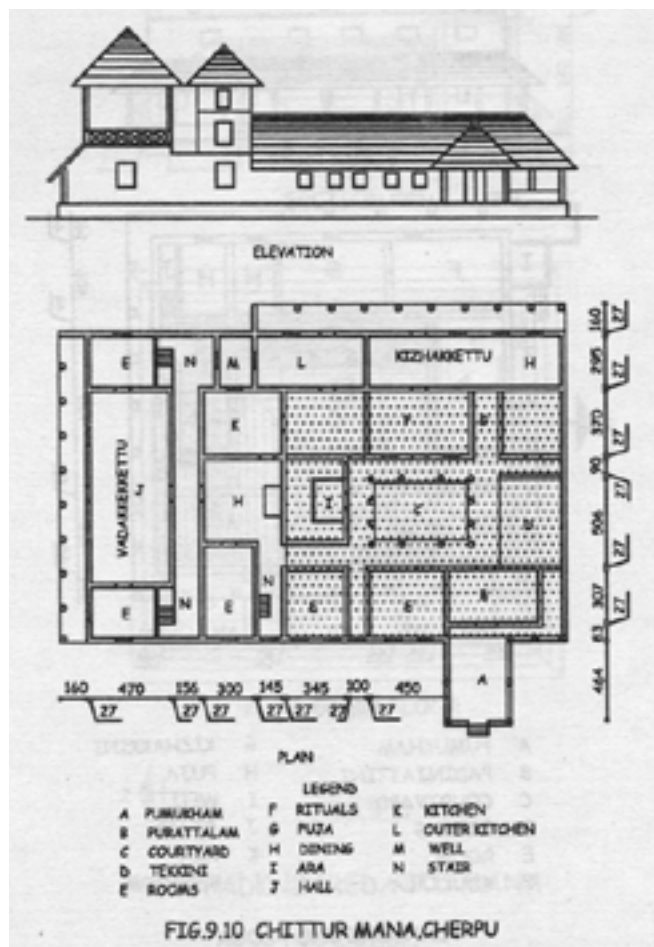 ELEVATION
E N M L KIZHAKKETTU H
K F
VADAKKEKETTU
J
H I C
E N E N E E B
A
160 27
295
27
370
27
90
27
506
27
307
27
464
160 470 156 300 145 345 300 450
27 27 27 27 27 27 27
PLAN
LEGEND
A PUMUKHAM F RITUALS K KITCHEN
B PURATTALAM G PUJA L OUTER KITCHEN
C COURTYARD H DINING M WELL
D TEKKINI I ARA N STAIR
E ROOMS J HALL
FIG.9.10 CHITTUR MANA,CHERPU